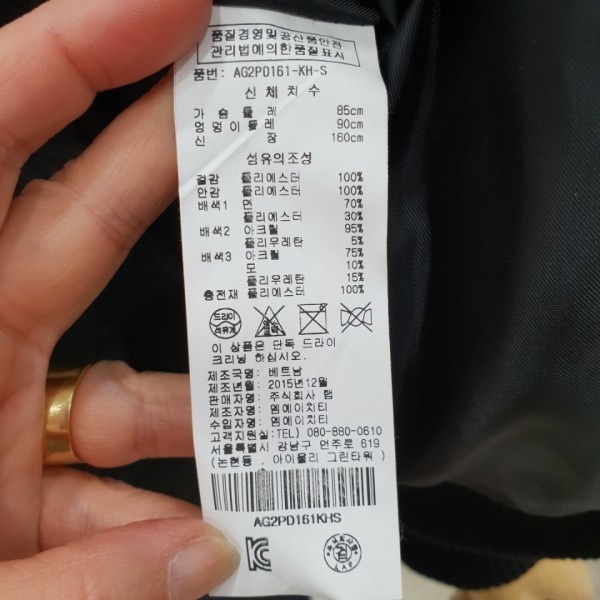 품질경영및공산품안전
관리법에의한품질표시
품번: AG2PD161-KH-S
신 체 치 수
가 슴 둘 레 85cm
엉덩이둘레 90cm
신 장 160cm
섬유의조성
겉감 폴리에스터 100%
안감 폴리에스터 100%
배색1 면 70%
폴리에스터 30%
배색2 아크릴 95%
폴리우레탄 5%
배색3 아크릴 75%
모 10%
폴리우레탄 15%
충전재 폴리에스터 100%
드라이
석유계
이 상품은 단독 드라이
크리닝 하십시오.
제조국명: 베트남
제조년월: 2015년12월
판매자명: 주식회사 랩
제조자명: 엠에이치티
수입자명: 엠에이치티
고객지원실:TEL) 080-880-0610
서울특별시 강남구 언주로 619
(논현동, 아이올리 그린타워 )
AG2PD161KHS